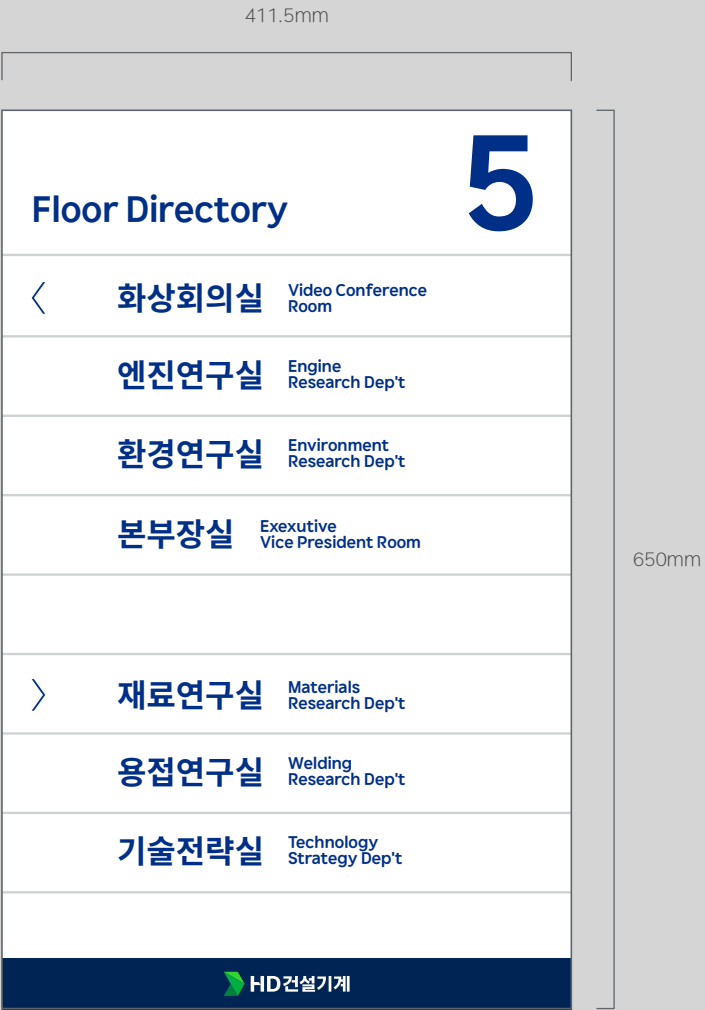 411.5mm
5
Floor Directory
〈 화상회의실 Video Conference
Room
엔진연구실 Engine
Research Dep't
환경연구실 Environment
Research Dep't
본부장실 Exexutive
Vice President Room
650mm
〉 재료연구실 Materials
Research Dep't
용접연구실 Welding
Research Dep't
기술전략실 Technology
Strategy Dep't
HD건설기계